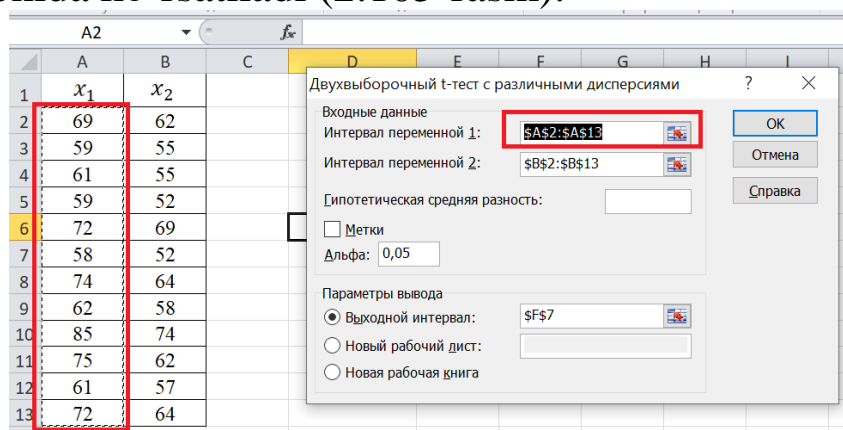 (2.103-rasm).
A2 fx
A B C D E F G H I
1 x₁ x₂
2 69 62
3 59 55
4 61 55
5 59 52
6 72 69
7 58 52
8 74 64
9 62 58
10 85 74
11 75 62
12 61 57
13 72 64
Двухвыборочный t-тест с различными дисперсиями ?
Входные данные
Интервал переменной 1: $A$2:$A$13
Интервал переменной 2: $B$2:$B$13
Гипотетическая средняя разность:
Метки
Альфа: 0,05
Параметры вывода
Выходной интервал: $F$7
Новый рабочий лист:
Новая рабочая книга
OK
Отмена
Справка